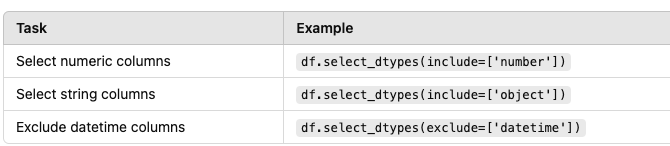 Task Example
Select numeric columns df.select_dtypes(include=['number'])
Select string columns df.select_dtypes(include=['object'])
Exclude datetime columns df.select_dtypes(exclude=['datetime'])